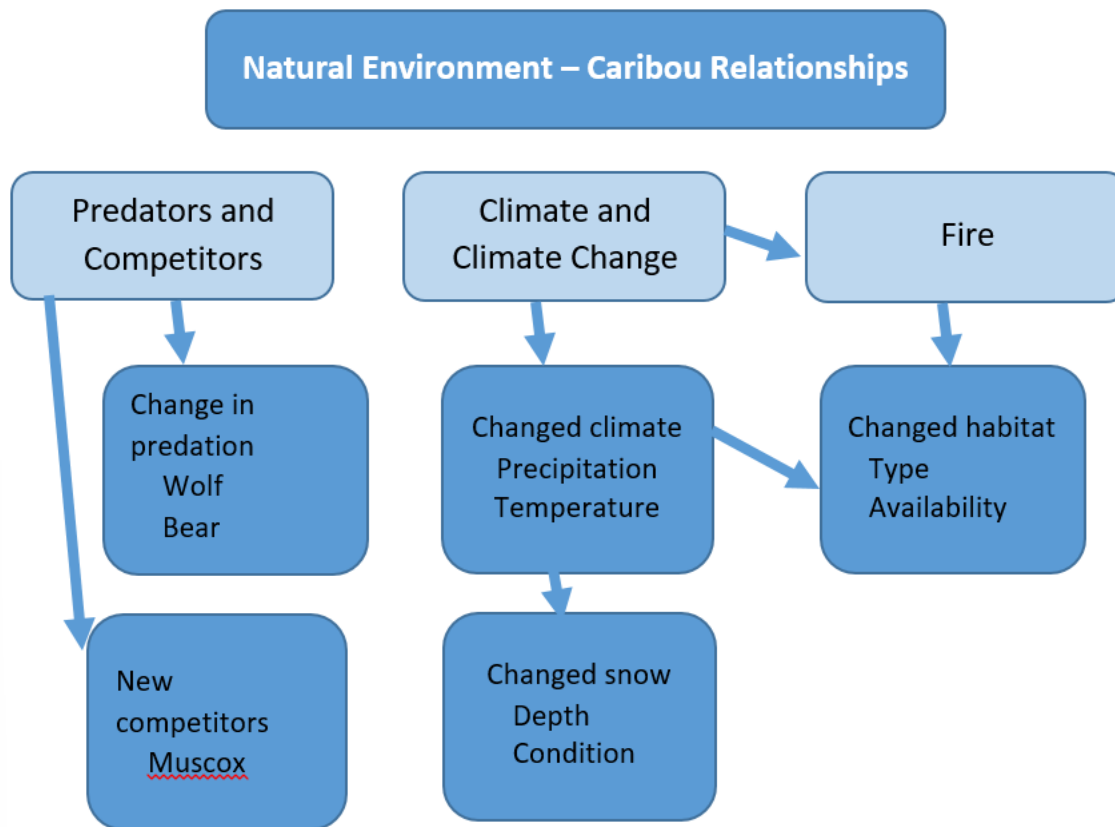 Natural Environment – Caribou Relationships
Predators and
Competitors
Climate and
Climate Change
Fire
Change in
predation
Wolf
Bear
Changed climate
Precipitation
Temperature
Changed habitat
Type
Availability
New
competitors
Muscox
Changed snow
Depth
Condition